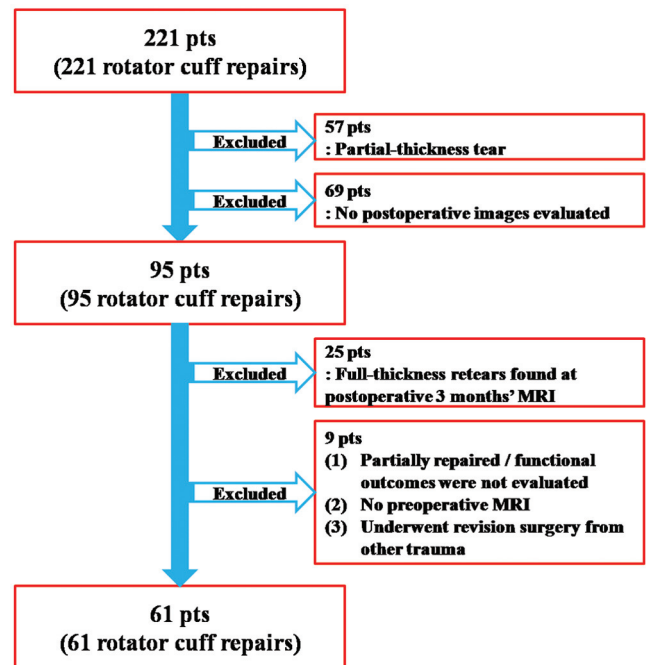 221 pts
(221 rotator cuff repairs)
Excluded
57 pts
: Partial-thickness tear
Excluded
69 pts
: No postoperative images evaluated
95 pts
(95 rotator cuff repairs)
Excluded
25 pts
: Full-thickness retears found at
postoperative 3 months’ MRI
Excluded
9 pts
(1) Partially repaired / functional
outcomes were not evaluated
(2) No preoperative MRI
(3) Underwent revision surgery from
other trauma
61 pts
(61 rotator cuff repairs)